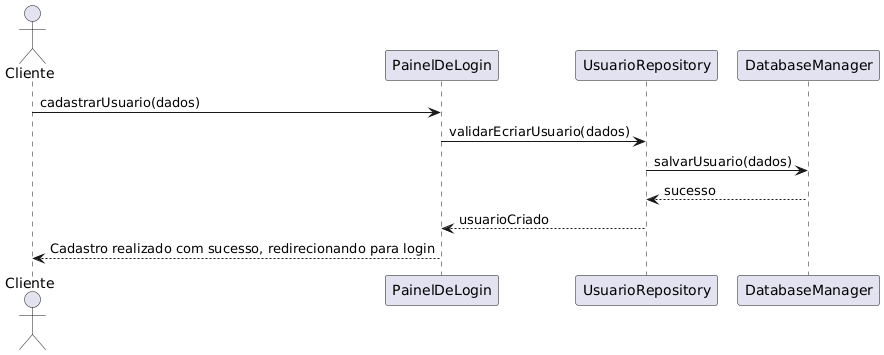 Cliente
PainelDeLogin
UsuarioRepository
DatabaseManager
cadastrarUsuario(dados)
validarEcriarUsuario(dados)
salvarUsuario(dados)
sucesso
usuarioCriado
Cadastro realizado com sucesso, redirecionando para login
Cliente
PainelDeLogin
UsuarioRepository
DatabaseManager